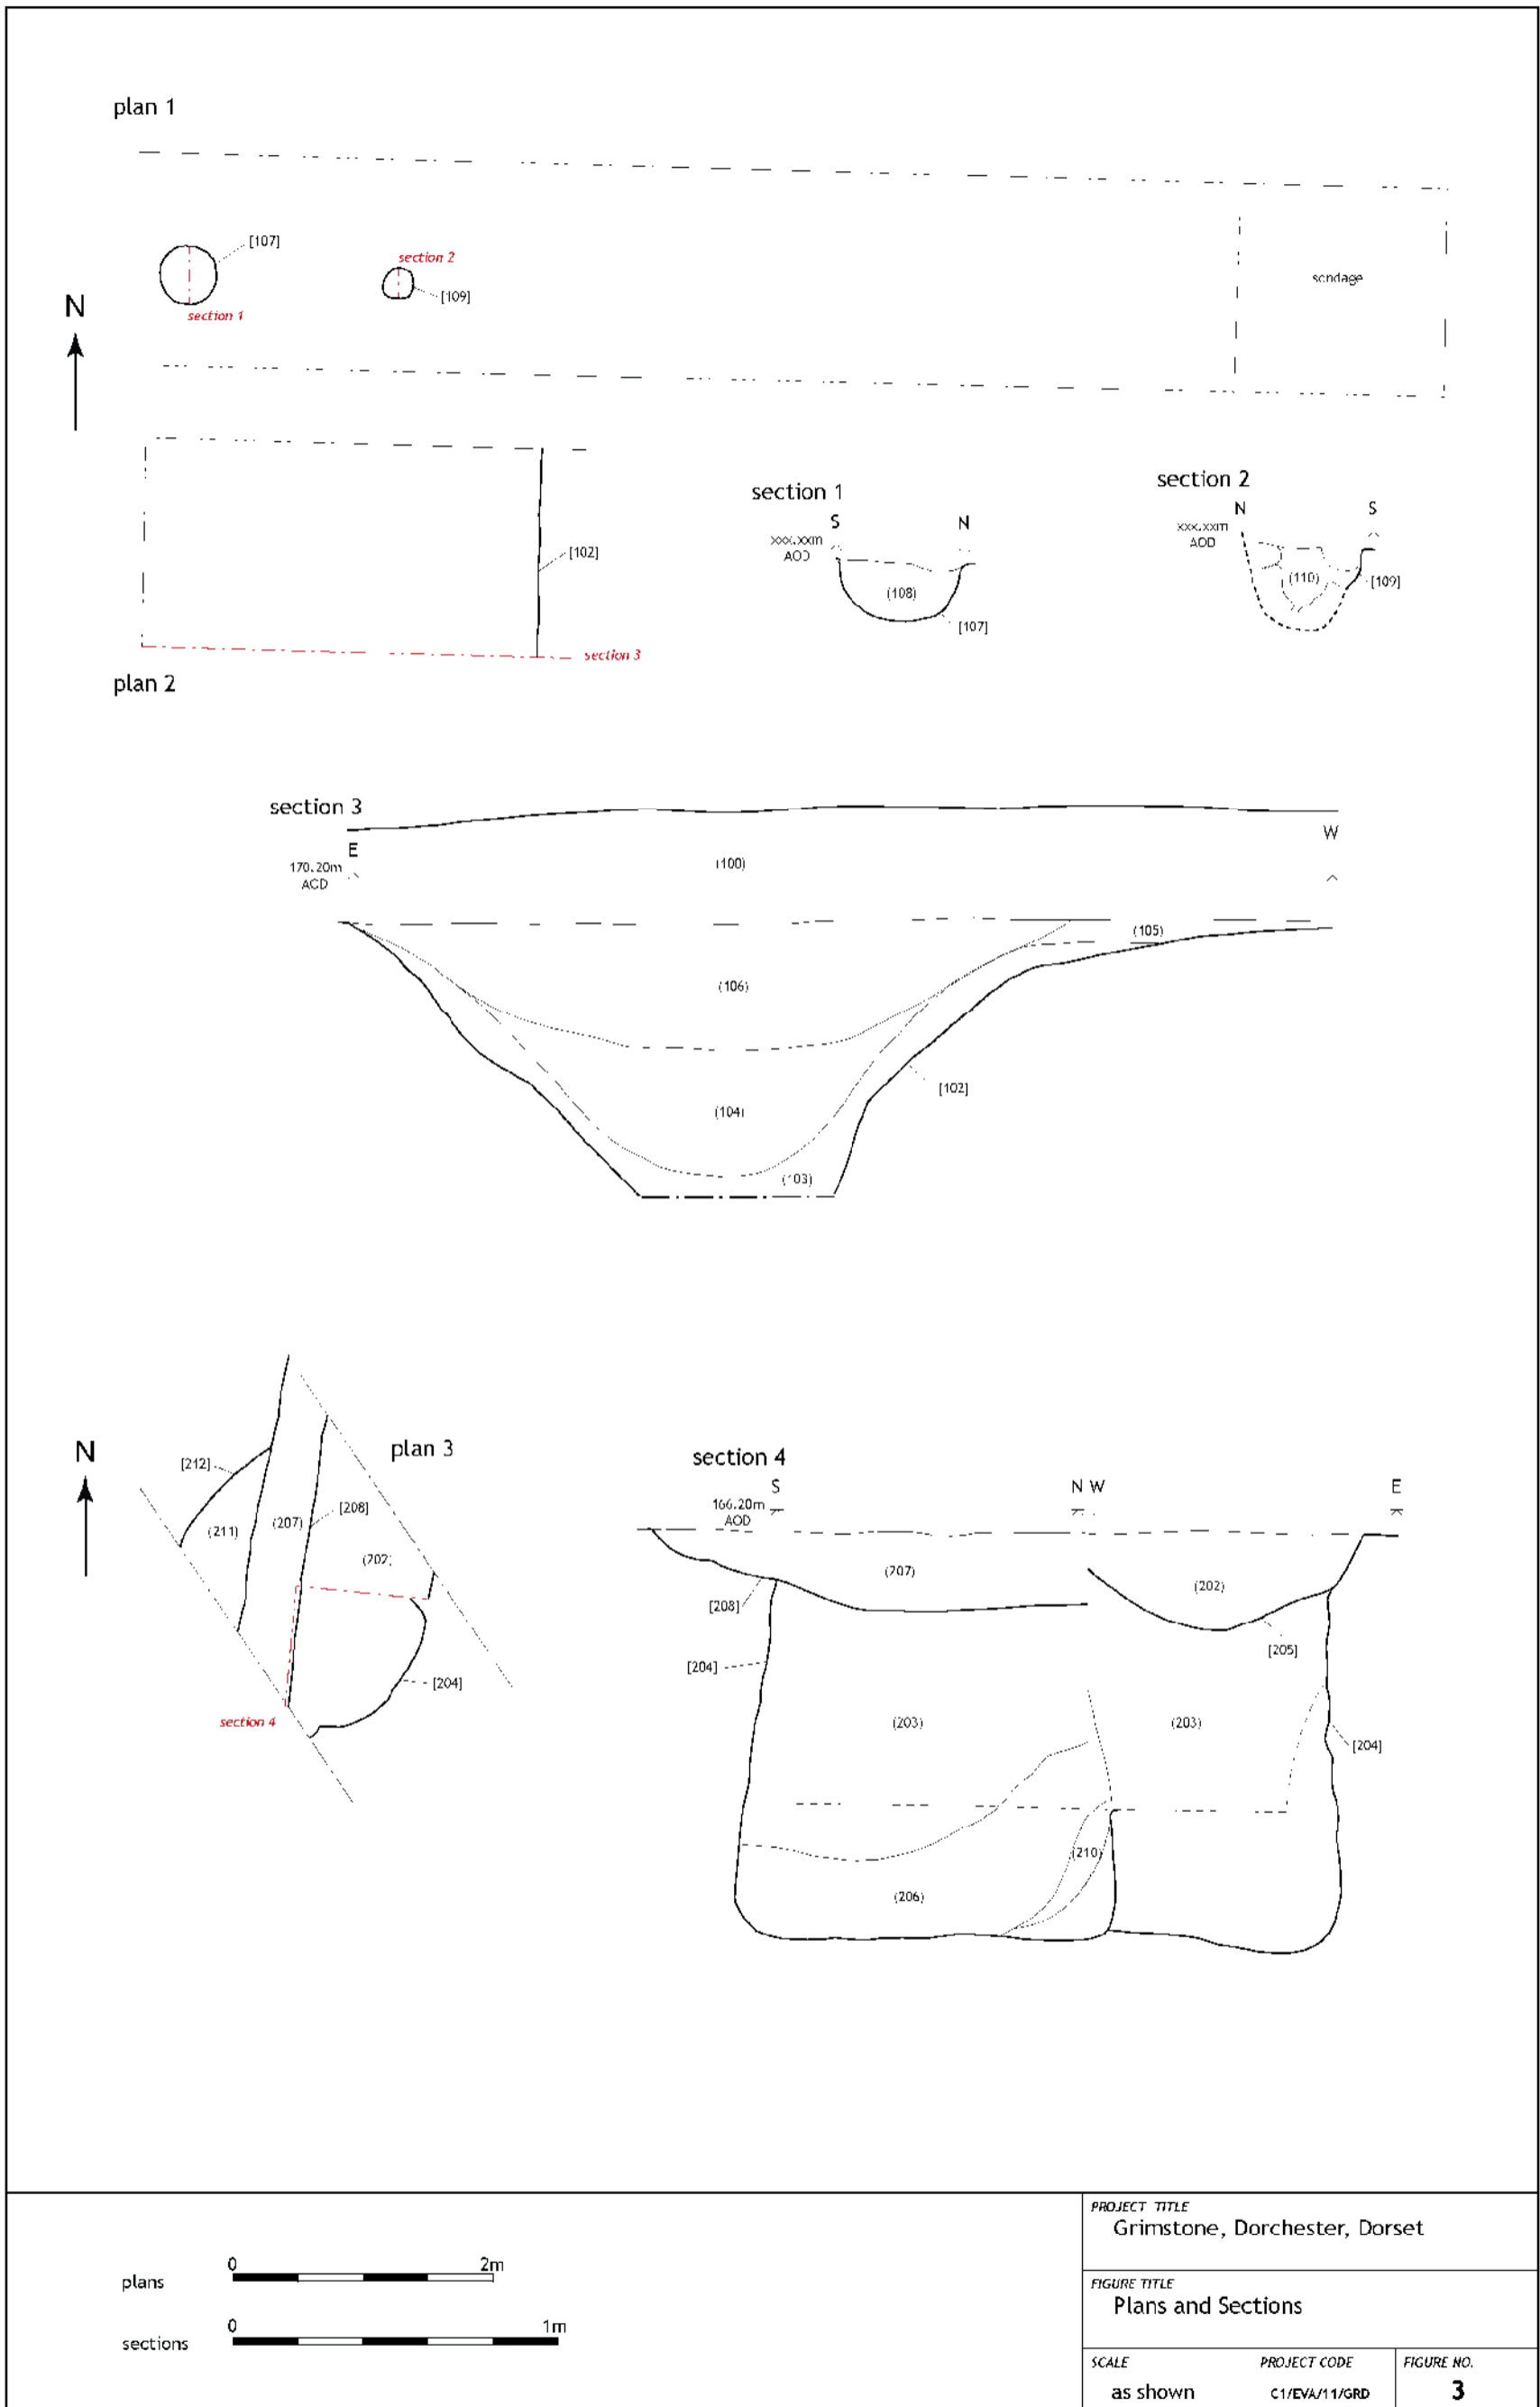 plan 1
[107]
section 2
[109]
section 1
sondage
N
[102]
section 3
plan 2
section 1
S N
xxx.xxm
AOD
(108)
[107]
section 2
N S
xxx.xxm
AOD
(110)
[109]
section 3
E
W
170.20m
AOD
(100)
(105)
(106)
[102]
(104)
(103)
N
plan 3
[212]
(211)
(207)
[208]
(202)
[204]
section 4
section 4
S
N W
E
166.20m
AOD
(207)
(202)
[208]
[205]
[204]
(203)
(203)
[204]
(210)
(206)
plans
0 2m
sections
0 1m
PROJECT TITLE
Grimstone, Dorchester, Dorset
FIGURE TITLE
Plans and Sections
SCALE
as shown
PROJECT CODE
C1/EVA/11/GRD
FIGURE NO.
3